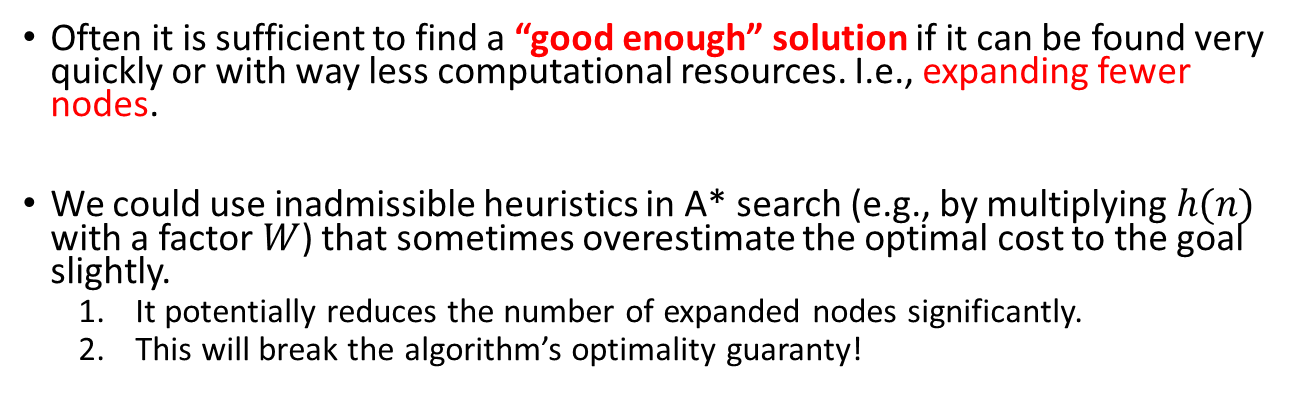 • Often it is sufficient to find a “good enough” solution if it can be found very
quickly or with way less computational resources. I.e., expanding fewer
nodes.
• We could use inadmissible heuristics in A* search (e.g., by multiplying h(n)
with a factor W) that sometimes overestimate the optimal cost to the goal
slightly.
1. It potentially reduces the number of expanded nodes significantly.
2. This will break the algorithm’s optimality guaranty!